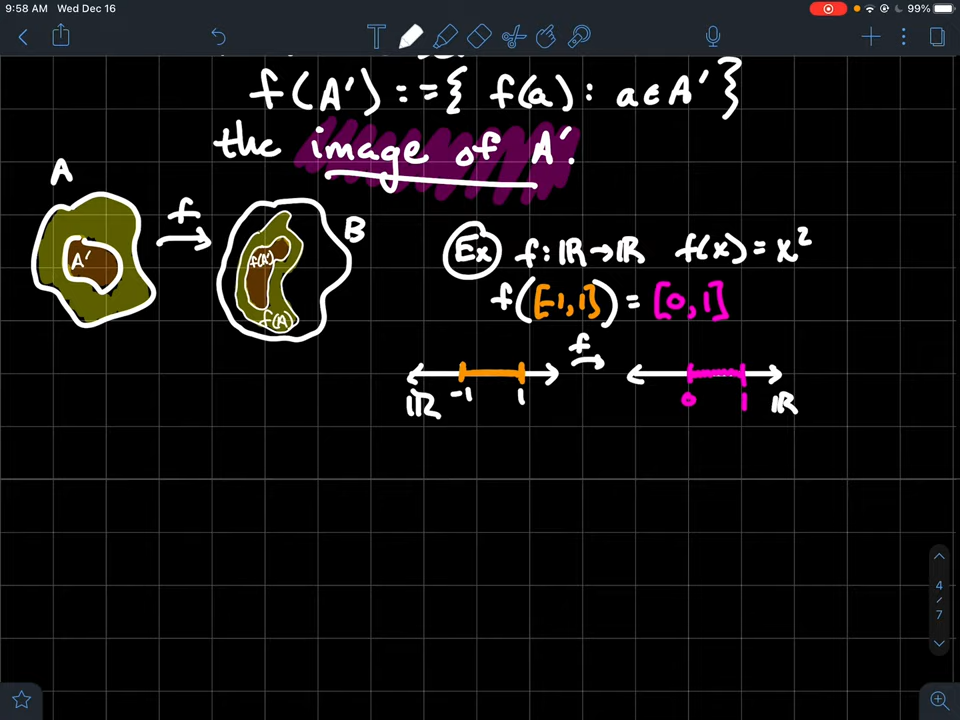 9:58 AM Wed Dec 16
99%
f(A') := { f(a) : a ∈ A' }
the image of A'.
A
f
B
A'
f(A')
f(A)
Ex f: ℝ → ℝ f(x) = x²
f([-1,1]) = [0,1]
f
ℝ -1 1
0 1 ℝ
4 / 7